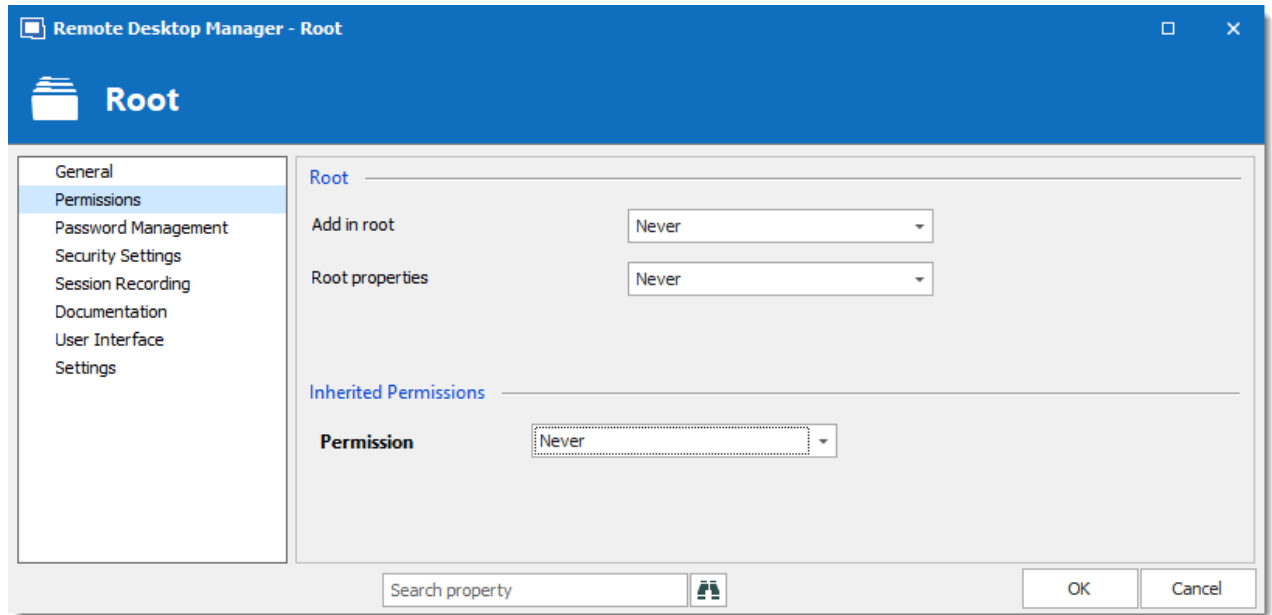 Remote Desktop Manager - Root
Root
General
Permissions
Password Management
Security Settings
Session Recording
Documentation
User Interface
Settings
Root
Add in root Never
Root properties Never
Inherited Permissions
Permission Never
Search property
OK Cancel